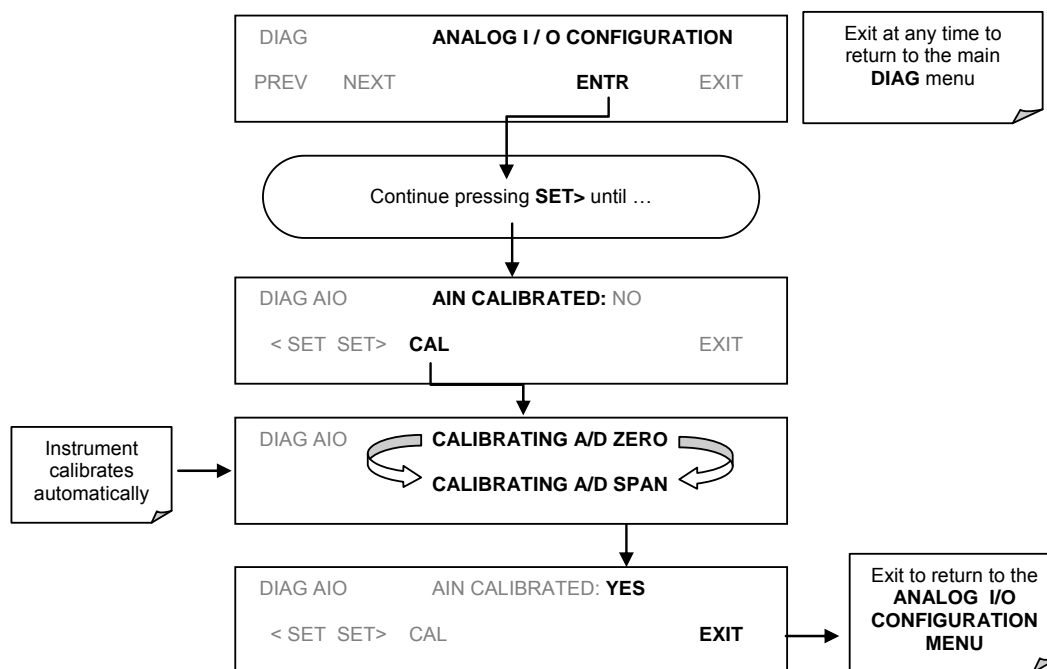 DIAG ANALOG I / O CONFIGURATION
PREV NEXT ENTR EXIT
Exit at any time to
return to the main
DIAG menu
Continue pressing SET> until …
DIAG AIO AIN CALIBRATED: NO
< SET SET> CAL EXIT
Instrument
calibrates
automatically
DIAG AIO CALIBRATING A/D ZERO
CALIBRATING A/D SPAN
DIAG AIO AIN CALIBRATED: YES
< SET SET> CAL EXIT
Exit to return to the
ANALOG I/O
CONFIGURATION
MENU